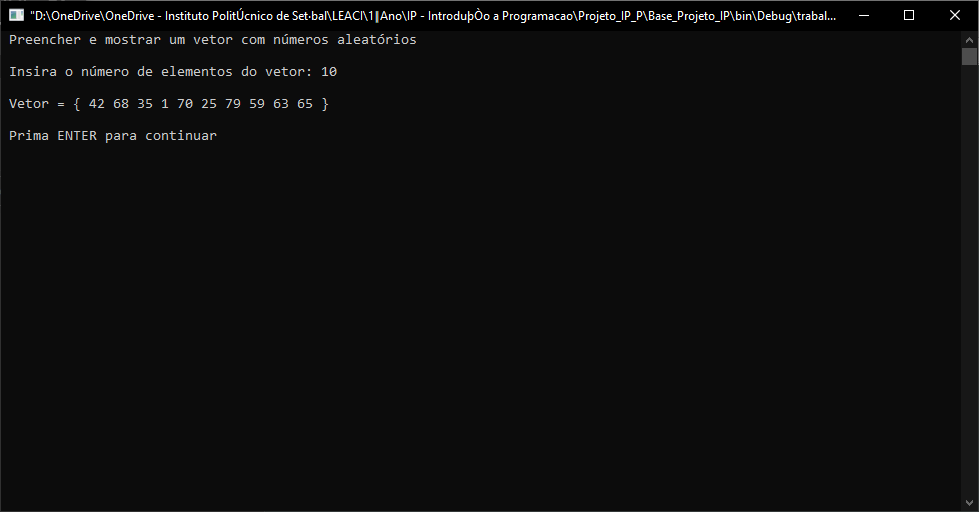 "D:\OneDrive\OneDrive - Instituto PolitÚcnico de Set·bal\LEACI\1║Ano\IP - IntroduþÒo a Programacao\Projeto_IP_P\Base_Projeto_IP\bin\Debug\trabal...
Preencher e mostrar um vetor com números aleatórios
Insira o número de elementos do vetor: 10
Vetor = { 42 68 35 1 70 25 79 59 63 65 }
Prima ENTER para continuar